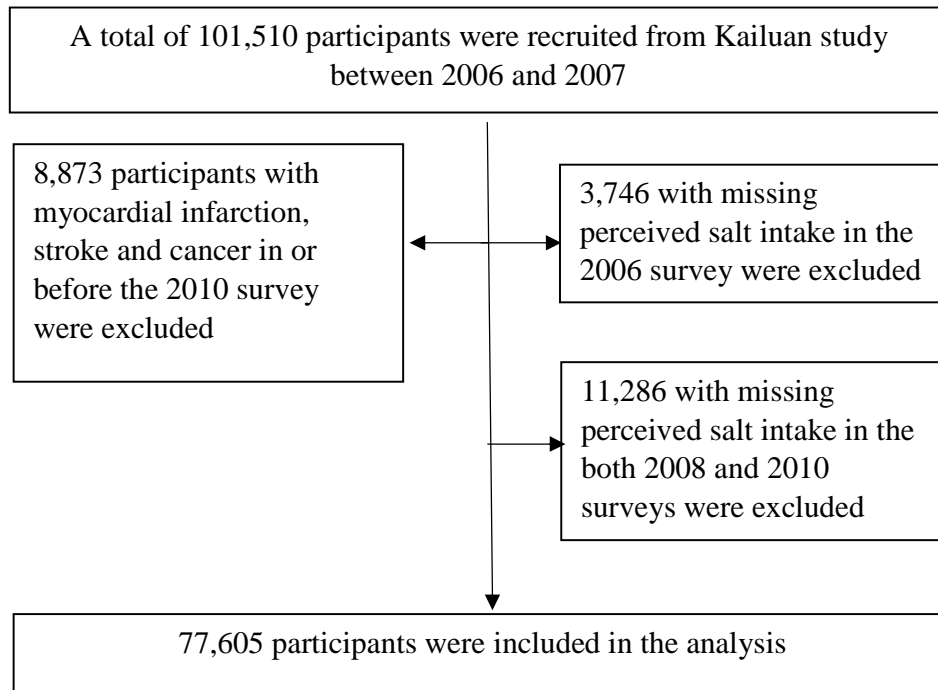 A total of 101,510 participants were recruited from Kailuan study
between 2006 and 2007
8,873 participants with
myocardial infarction,
stroke and cancer in or
before the 2010 survey
were excluded
3,746 with missing
perceived salt intake in the
2006 survey were excluded
11,286 with missing
perceived salt intake in the
both 2008 and 2010
surveys were excluded
77,605 participants were included in the analysis